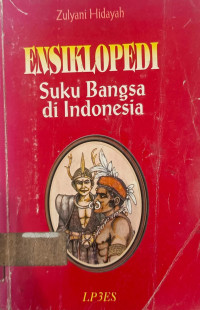 Zulyani Hidayah
ENSIKLOPEDI
Suku Bangsa
di Indonesia
LP3ES